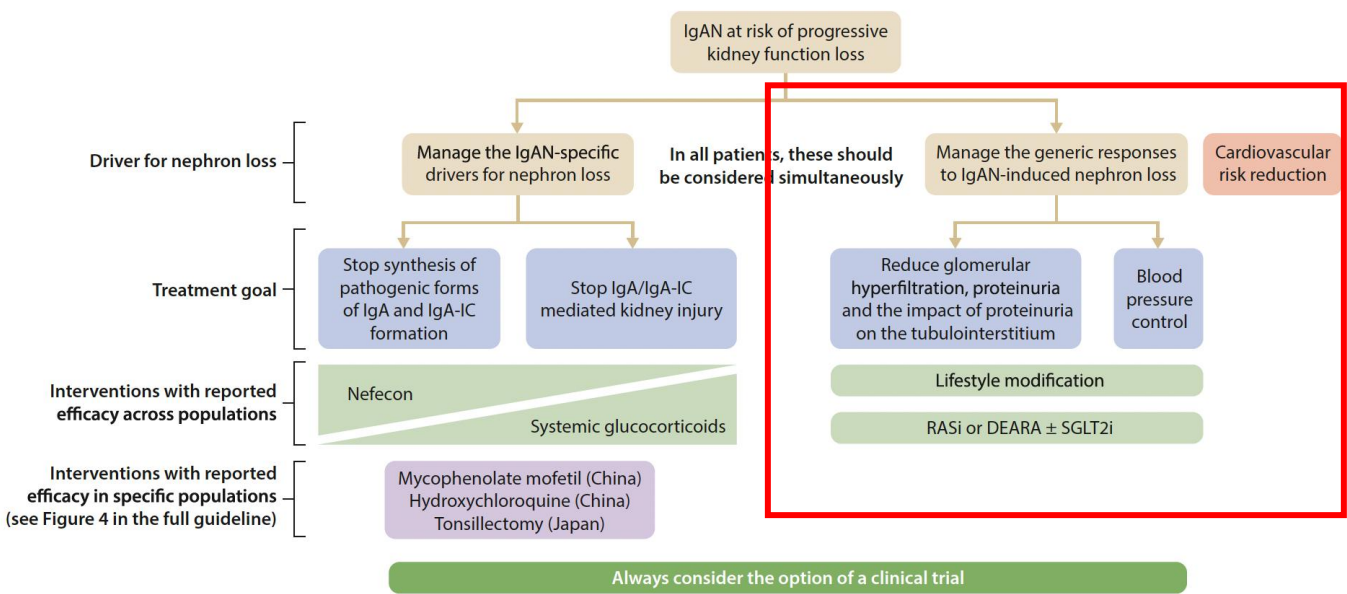 IgAN at risk of progressive
kidney function loss
Driver for nephron loss
Manage the IgAN-specific
drivers for nephron loss
In all patients, these should
be considered simultaneously
Manage the generic responses
to IgAN-induced nephron loss
Cardiovascular
risk reduction
Treatment goal
Stop synthesis of
pathogenic forms
of IgA and IgA-IC
formation
Stop IgA/IgA-IC
mediated kidney injury
Reduce glomerular
hyperfiltration, proteinuria
and the impact of proteinuria
on the tubulointerstitium
Blood
pressure
control
Interventions with reported
efficacy across populations
Nefecon
Systemic glucocorticoids
Lifestyle modification
RASi or DEARA ± SGLT2i
Interventions with reported
efficacy in specific populations
(see Figure 4 in the full guideline)
Mycophenolate mofetil (China)
Hydroxychloroquine (China)
Tonsillectomy (Japan)
Always consider the option of a clinical trial